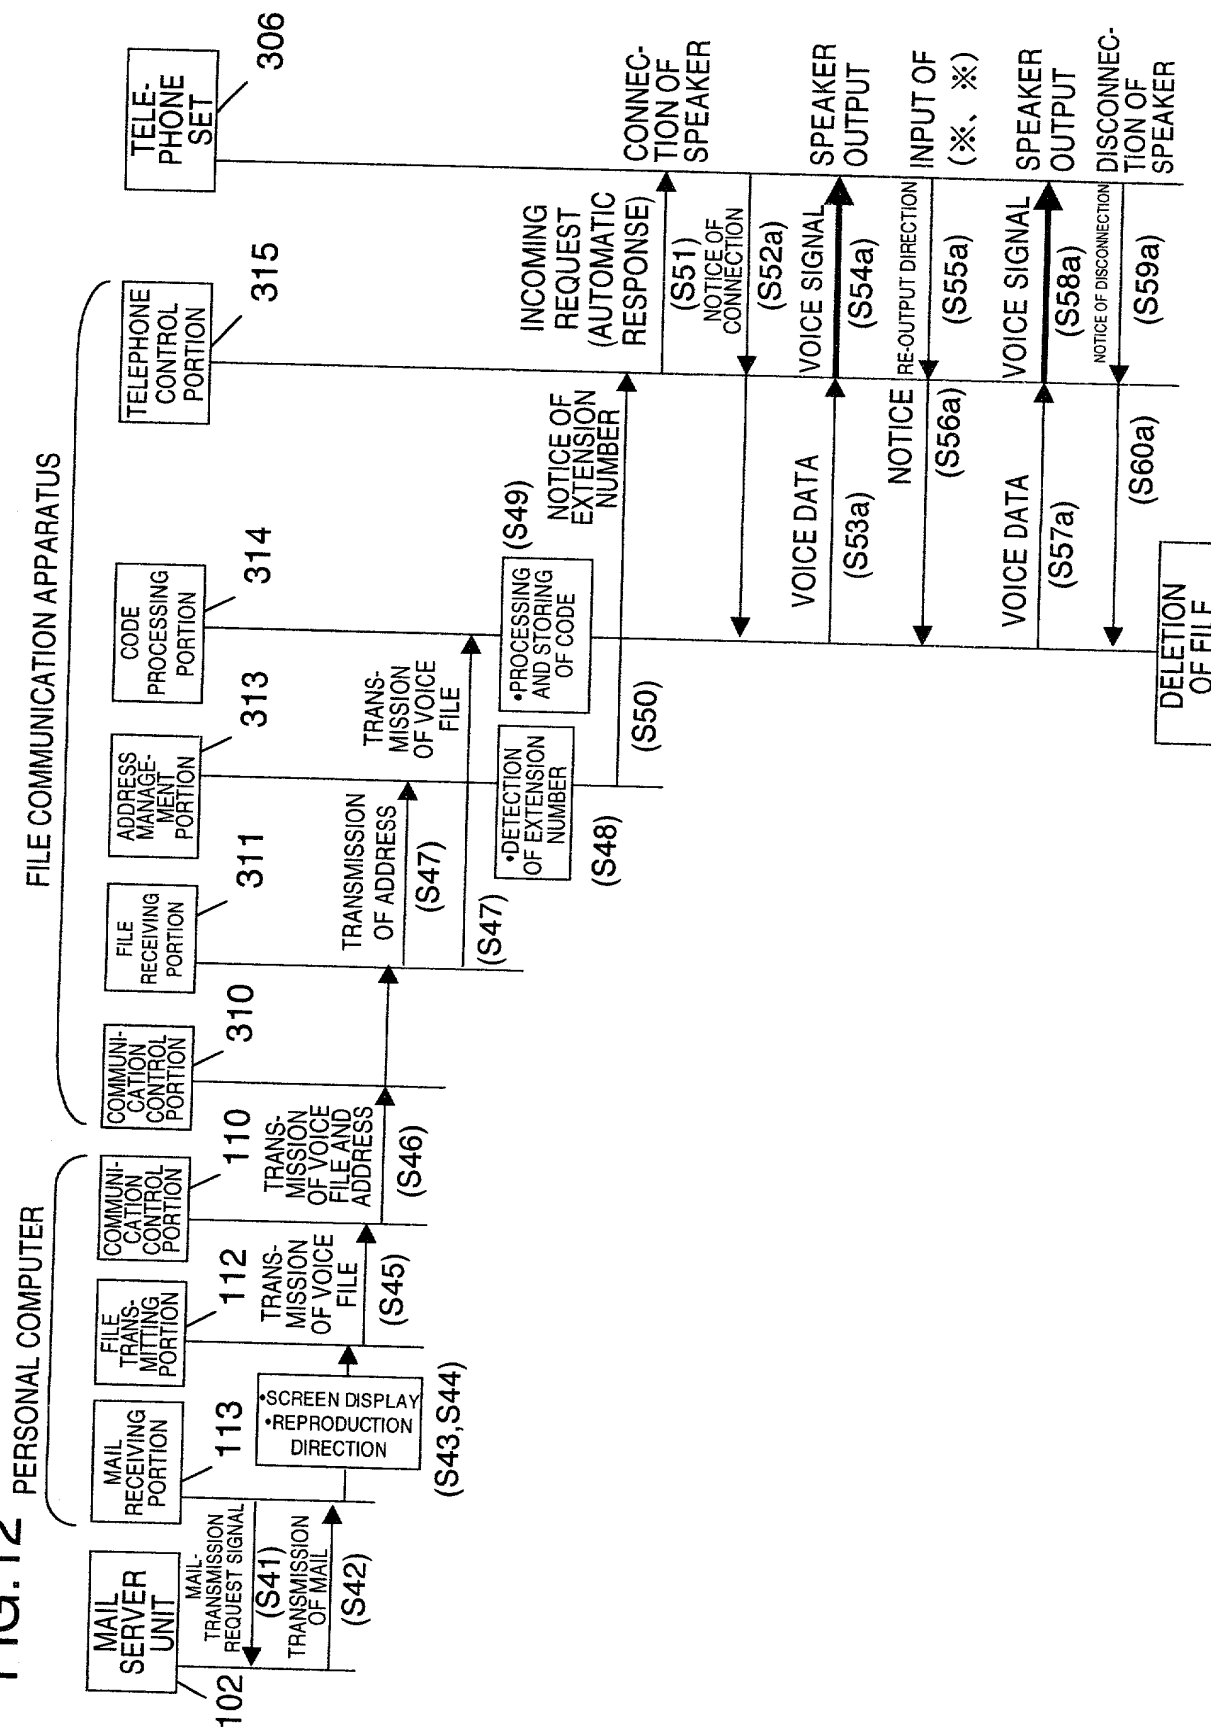 FIG.12
PERSONAL COMPUTER
FILE COMMUNICATION APPARATUS
MAIL
SERVER
UNIT
102
MAIL
RECEIVING
PORTION
113
FILE
TRANS-
MITTING
PORTION
112
COMMUNI-
CATION
CONTROL
PORTION
110
COMMUNI-
CATION
CONTROL
PORTION
310
FILE
RECEIVING
PORTION
311
ADDRESS
MANAGE-
MENT
PORTION
313
CODE
PROCESSING
PORTION
314
TELEPHONE
CONTROL
PORTION
315
TELE-
PHONE
SET
306
MAIL-
TRANSMISSION
REQUEST SIGNAL
(S41)
TRANSMISSION
OF MAIL
(S42)
•SCREEN DISPLAY
•REPRODUCTION
DIRECTION
(S43,S44)
TRANS-
MISSION
OF VOICE
FILE
(S45)
TRANS-
MISSION
OF VOICE
FILE AND
ADDRESS
(S46)
TRANSMISSION
OF ADDRESS
(S47)
TRANS-
MISSION
OF VOICE
FILE
(S47)
•DETECTION
OF EXTENSION
NUMBER
(S48)
•PROCESSING
AND STORING
OF CODE
(S49)
NOTICE OF
EXTENSION
NUMBER
(S50)
INCOMING
REQUEST
(AUTOMATIC
RESPONSE)
(S51)
CONNEC-
TION OF
SPEAKER
NOTICE OF
CONNECTION
(S52a)
VOICE DATA
(S53a)
VOICE SIGNAL
(S54a)
SPEAKER
OUTPUT
RE-OUTPUT DIRECTION
(S55a)
INPUT OF
(※、※)
NOTICE
(S56a)
VOICE DATA
(S57a)
VOICE SIGNAL
(S58a)
SPEAKER
OUTPUT
NOTICE OF DISCONNECTION
(S59a)
DISCONNEC-
TION OF
SPEAKER
(S60a)
DELETION
OF FILE